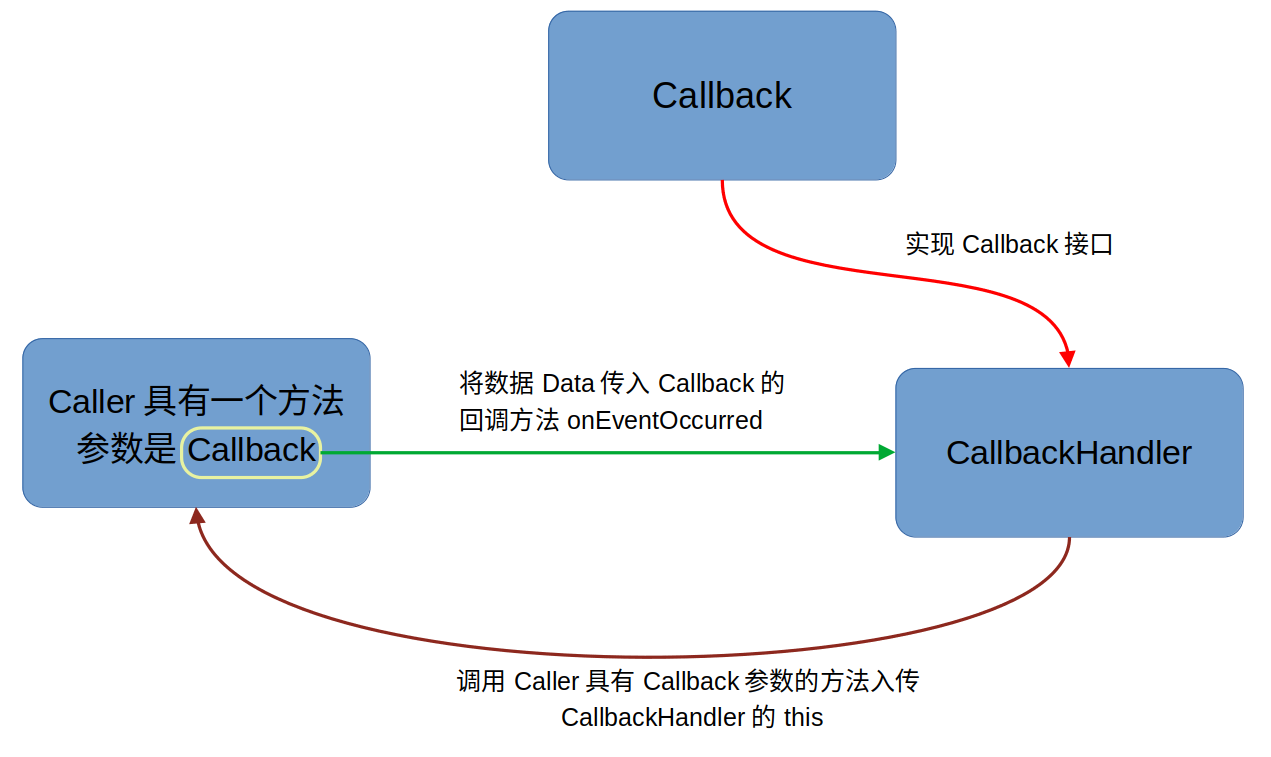 Callback
实现 Callback 接口
Caller 具有一个方法
参数是 Callback
将数据 Data 传入 Callback 的
回调方法 onEventOccurred
CallbackHandler
调用 Caller 具有 Callback 参数的方法入传
CallbackHandler 的 this